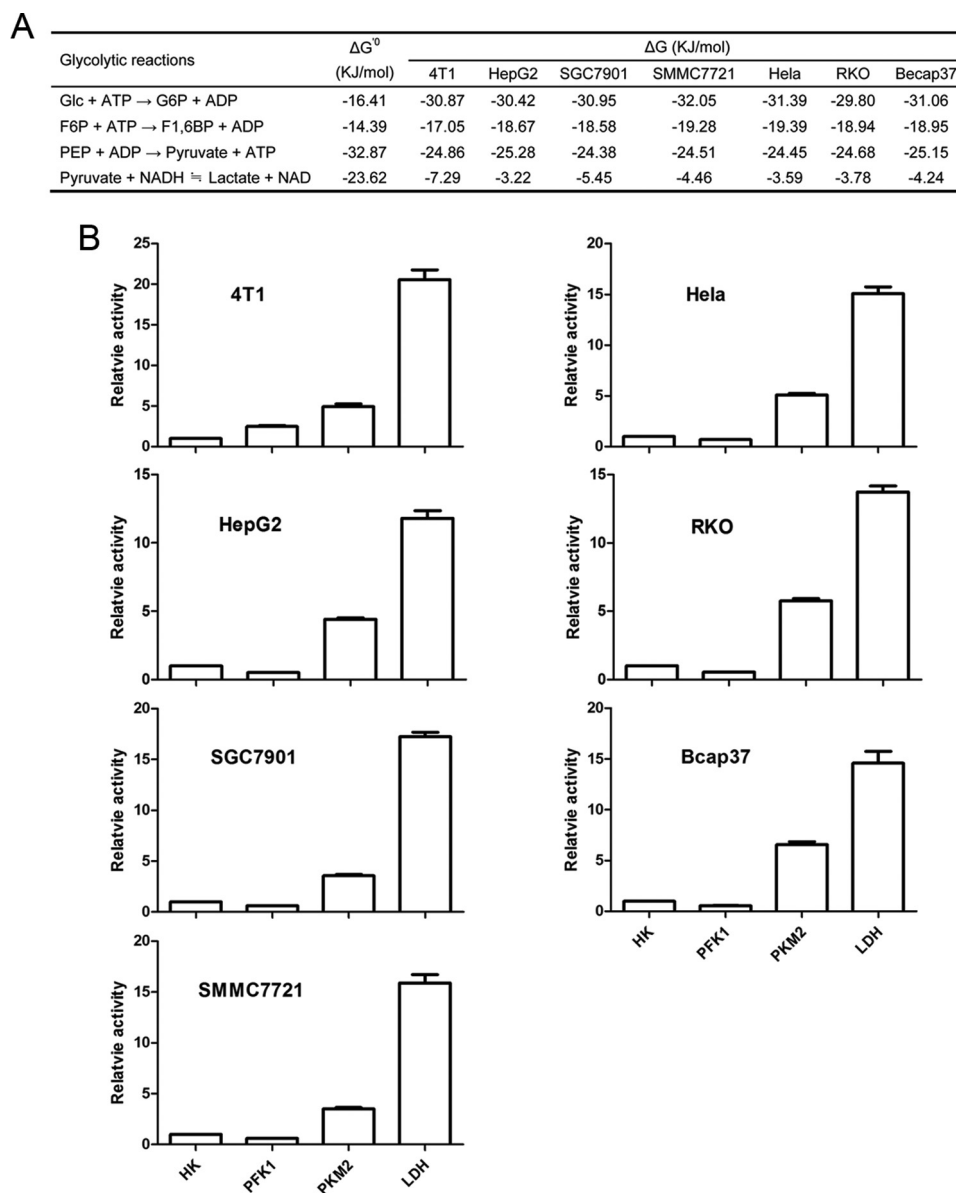 A
Glycolytic reactions ΔG'0 (KJ/mol) ΔG (KJ/mol)
4T1 HepG2 SGC7901 SMMC7721 Hela RKO Becap37
Glc + ATP → G6P + ADP -16.41 -30.87 -30.42 -30.95 -32.05 -31.39 -29.80 -31.06
F6P + ATP → F1,6BP + ADP -14.39 -17.05 -18.67 -18.58 -19.28 -19.39 -18.94 -18.95
PEP + ADP → Pyruvate + ATP -32.87 -24.86 -25.28 -24.38 -24.51 -24.45 -24.68 -25.15
Pyruvate + NADH ≒ Lactate + NAD -23.62 -7.29 -3.22 -5.45 -4.46 -3.59 -3.78 -4.24
B
4T1
Relatvie activity
25
20
15
10
5
0
Hela
Relatvie activity
20
15
10
5
0
HepG2
Relatvie activity
15
10
5
0
RKO
Relatvie activity
15
10
5
0
SGC7901
Relatvie activity
20
15
10
5
0
Bcap37
Relatvie activity
20
15
10
5
0
HK PFK1 PKM2 LDH
SMMC7721
Relatvie activity
20
15
10
5
0
HK PFK1 PKM2 LDH